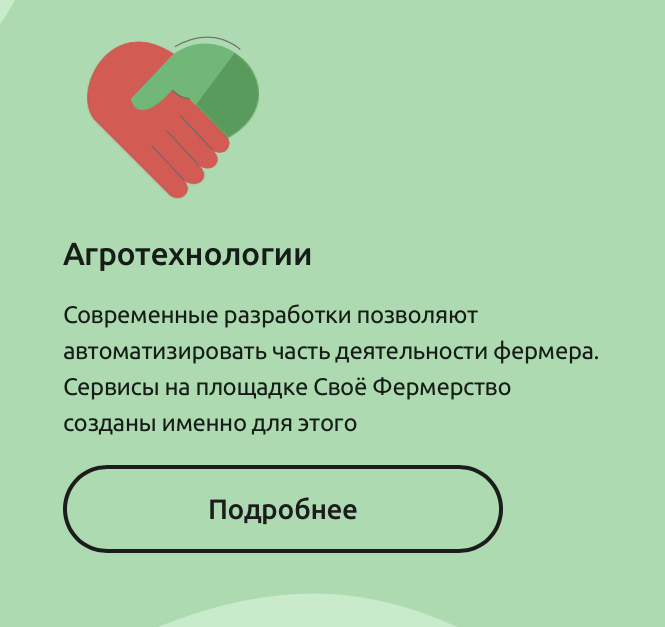 Агротехнологии
Современные разработки позволяют
автоматизировать часть деятельности фермера.
Сервисы на площадке Своё Фермерство
созданы именно для этого
Подробнее